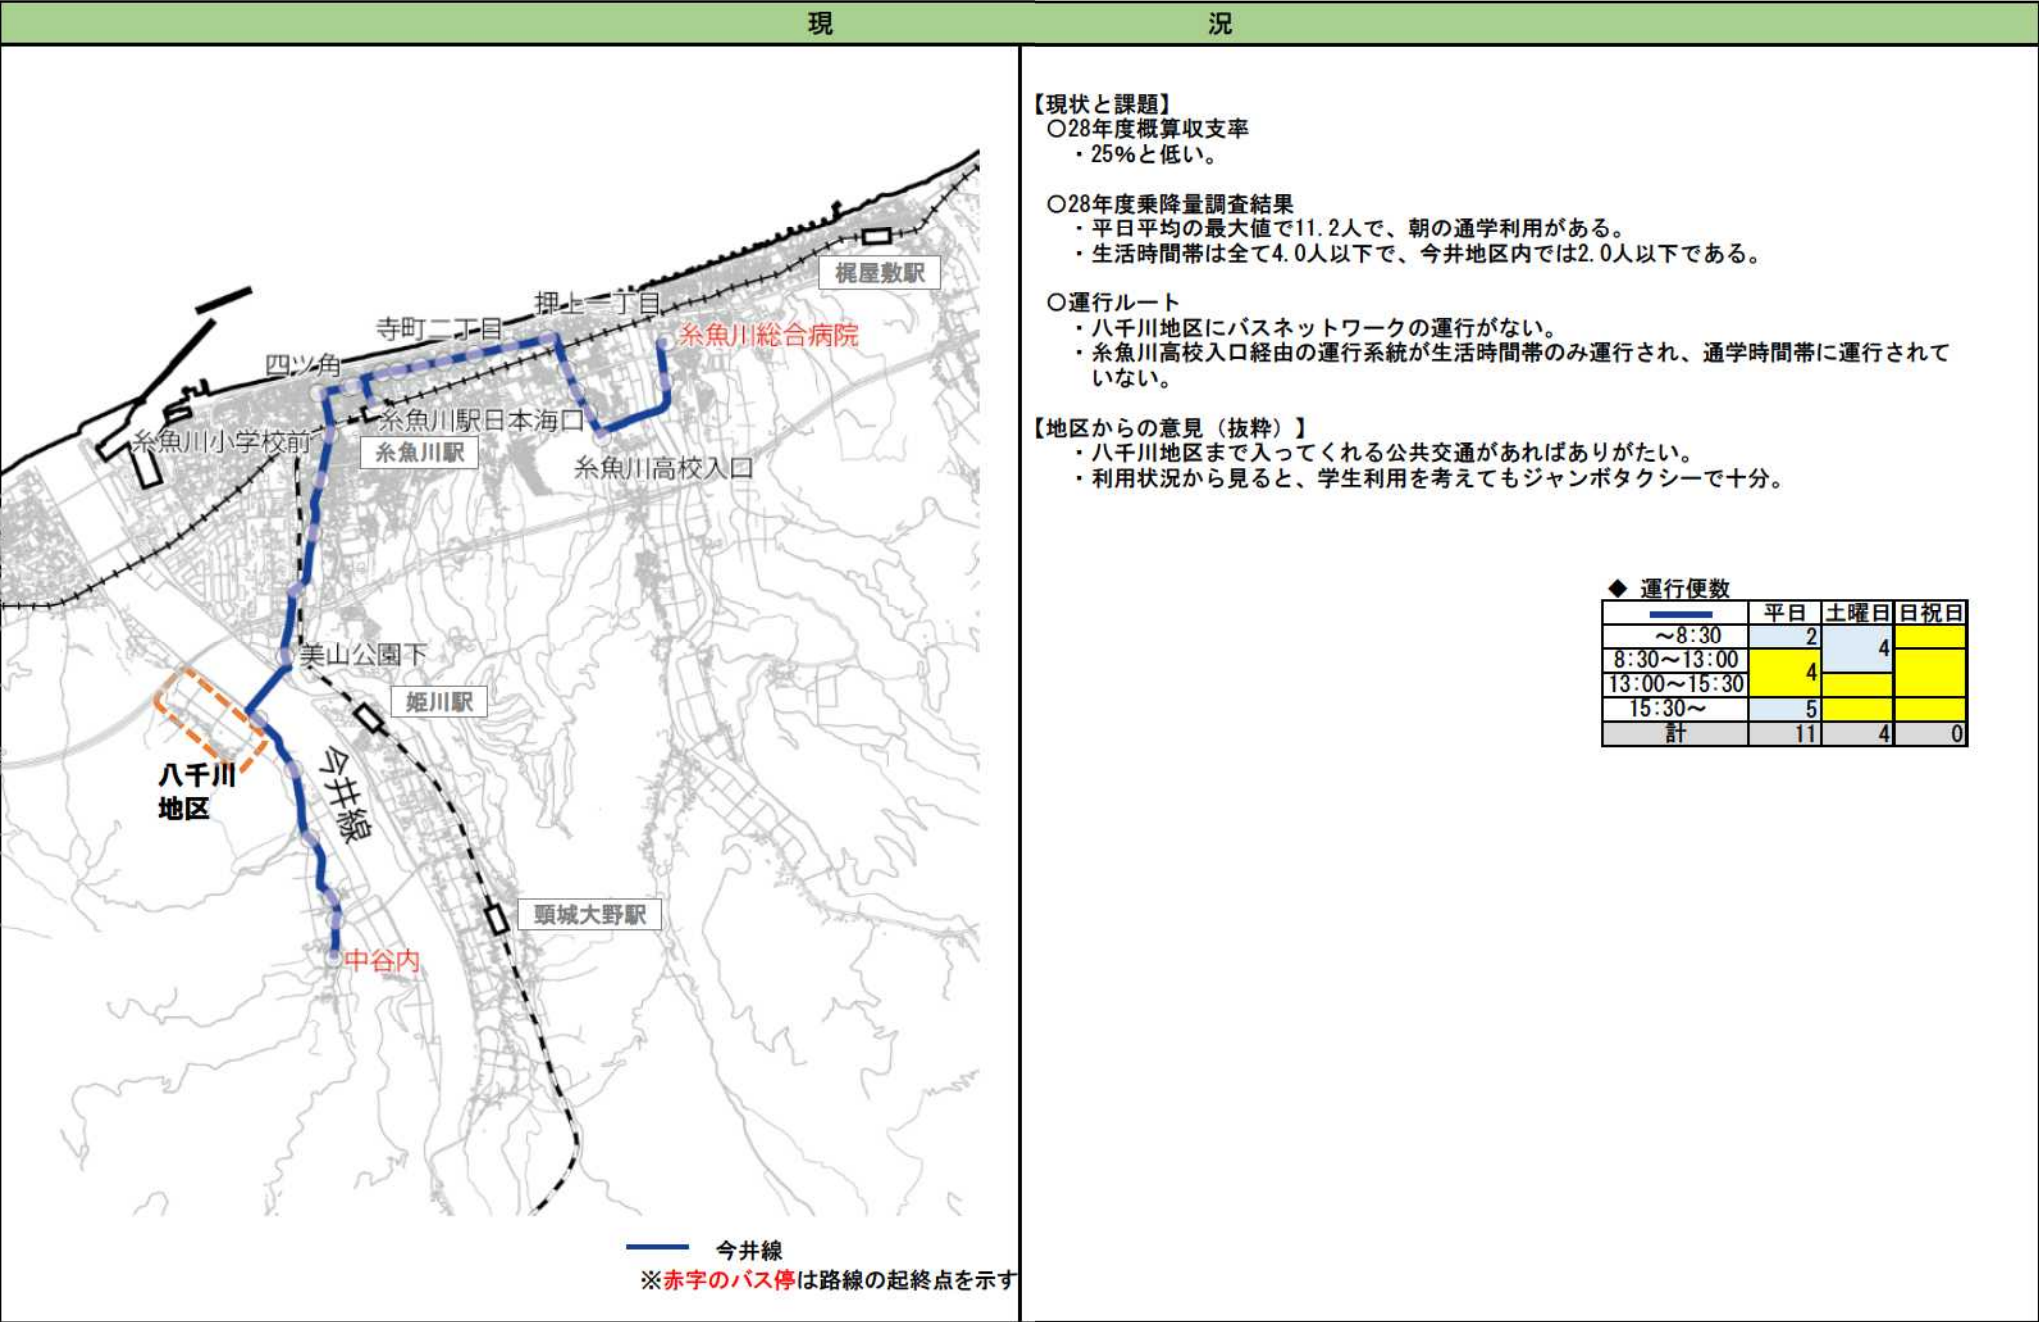 現 況
梶屋敷駅
押上一丁目
寺町二丁目
糸魚川総合病院
四ツ角
糸魚川駅日本海口
糸魚川小学校前
糸魚川駅
糸魚川高校入口
美山公園下
姫川駅
八千川
地区
今井線
頸城大野駅
中谷内
今井線
※赤字のバス停は路線の起終点を示す
【現状と課題】
○28年度概算収支率
・25%と低い。
○28年度乗降量調査結果
・平日平均の最大値で11.2人で、朝の通学利用がある。
・生活時間帯は全て4.0人以下で、今井地区内では2.0人以下である。
○運行ルート
・八千川地区にバスネットワークの運行がない。
・糸魚川高校入口経由の運行系統が生活時間帯のみ運行され、通学時間帯に運行されて
いない。
【地区からの意見（抜粋）】
・八千川地区まで入ってくれる公共交通があればありがたい。
・利用状況から見ると、学生利用を考えてもジャンボタクシーで十分。
◆ 運行便数
平日 土曜日 日祝日
～8:30 2 4
8:30～13:00 4
13:00～15:30
15:30～ 5
計 11 4 0